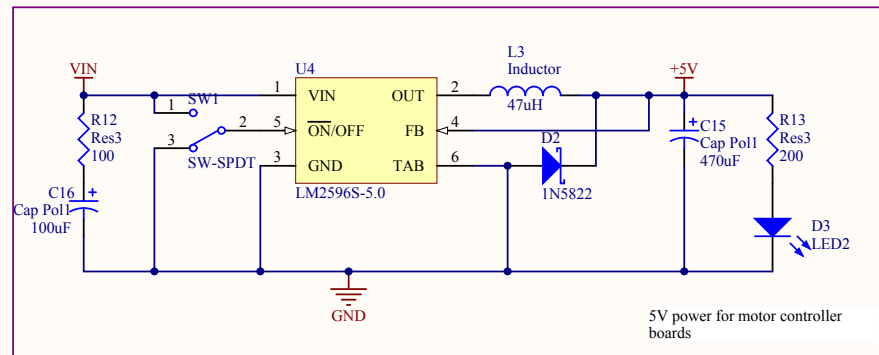 VIN
R12
Res3
100
C16
Cap Pol1
100uF
1
SW1
2
3
SW-SPDT
U4
1
VIN
OUT
2
5
ON/OFF
FB
4
3
GND
TAB
6
LM2596S-5.0
L3
Inductor
47uH
D2
1N5822
+5V
C15
Cap Pol1
470uF
R13
Res3
200
D3
LED2
GND
5V power for motor controller
boards